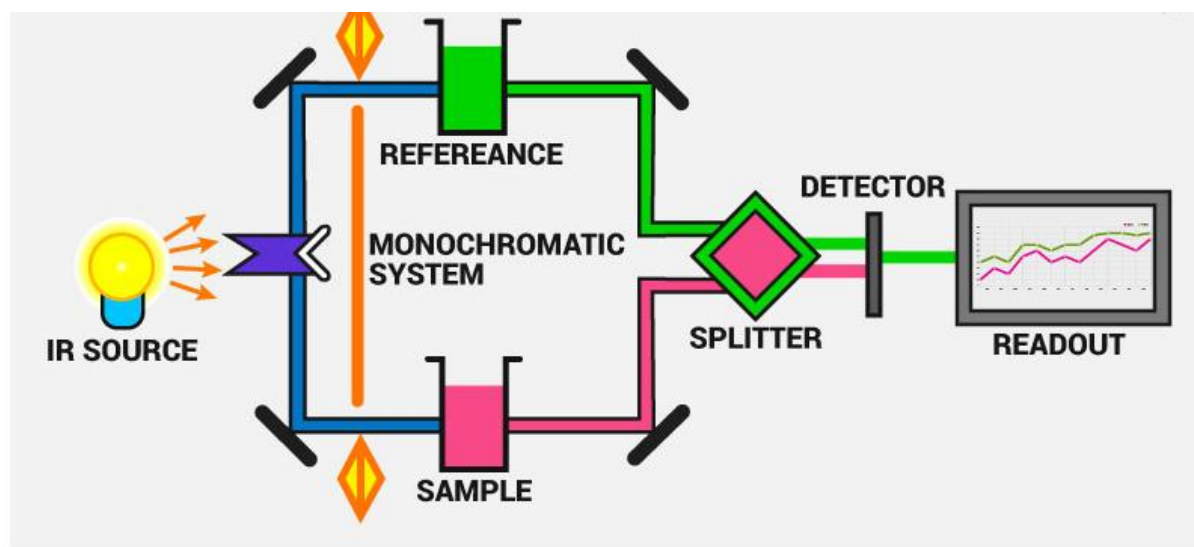 REFEREANCE
DETECTOR
MONOCHROMATIC
SYSTEM
IR SOURCE
SPLITTER
READOUT
SAMPLE